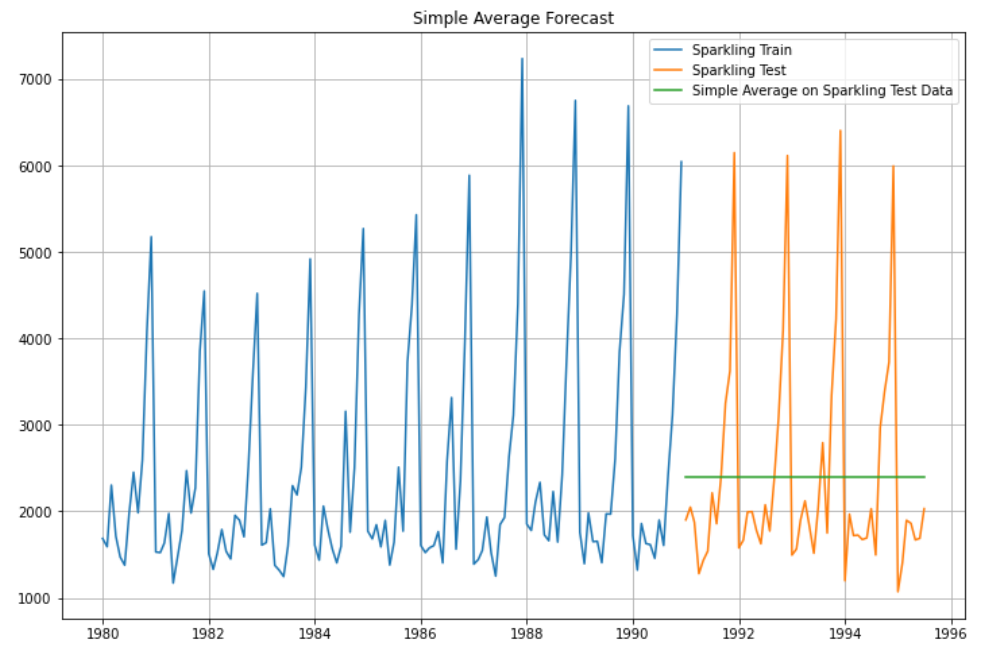 Simple Average Forecast
Sparkling Train
Sparkling Test
Simple Average on Sparkling Test Data
7000
6000
5000
4000
3000
2000
1000
1980 1982 1984 1986 1988 1990 1992 1994 1996